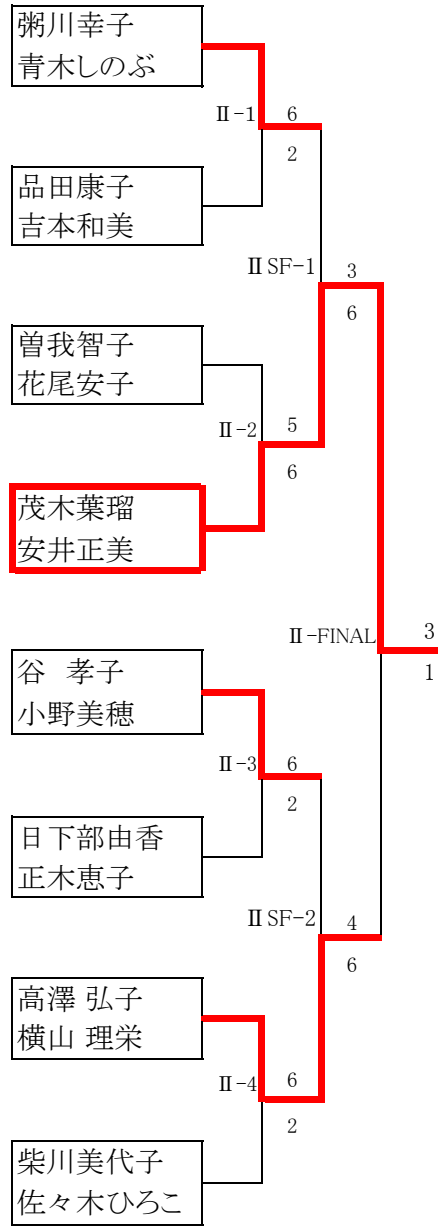 粥川幸子
青木しのぶ
Ⅱ-1
6
2
品田康子
吉本和美
Ⅱ SF-1
3
6
曽我智子
花尾安子
Ⅱ-2
5
6
茂木葉瑠
安井正美
Ⅱ-FINAL
3
1
谷 孝子
小野美穂
Ⅱ-3
6
2
日下部由香
正木恵子
Ⅱ SF-2
4
6
高澤 弘子
横山 理栄
Ⅱ-4
6
2
柴川美代子
佐々木ひろこ